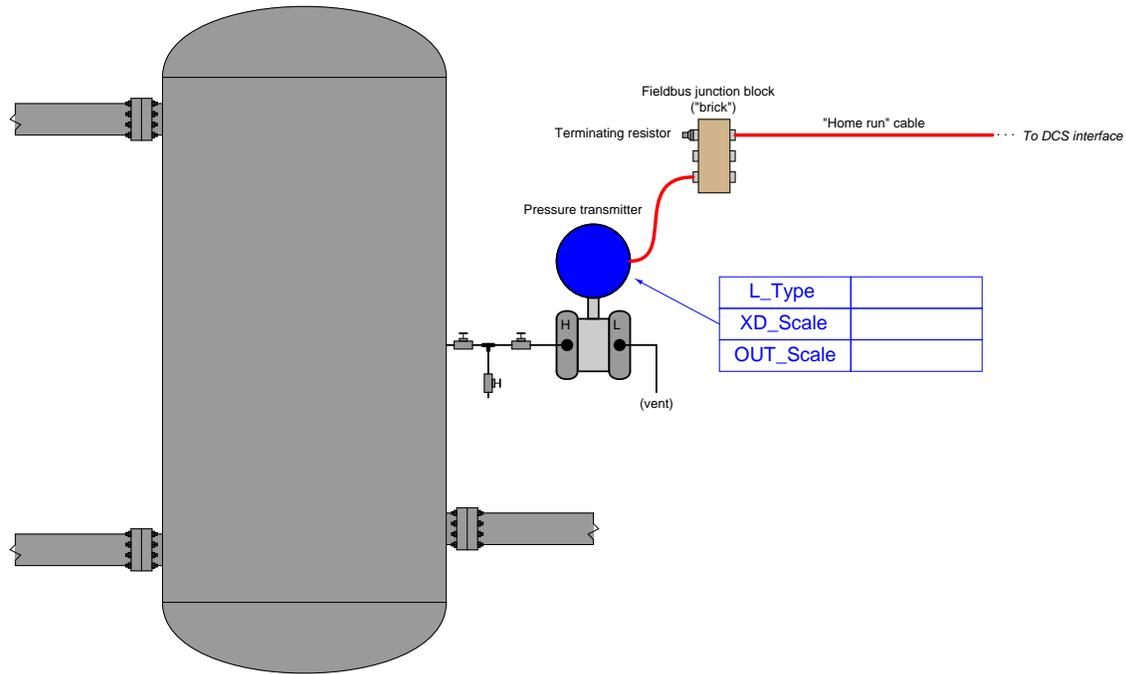 Fieldbus junction block
("brick")
Terminating resistor
"Home run" cable
To DCS interface
Pressure transmitter
L_Type
XD_Scale
OUT_Scale
H
L
(vent)